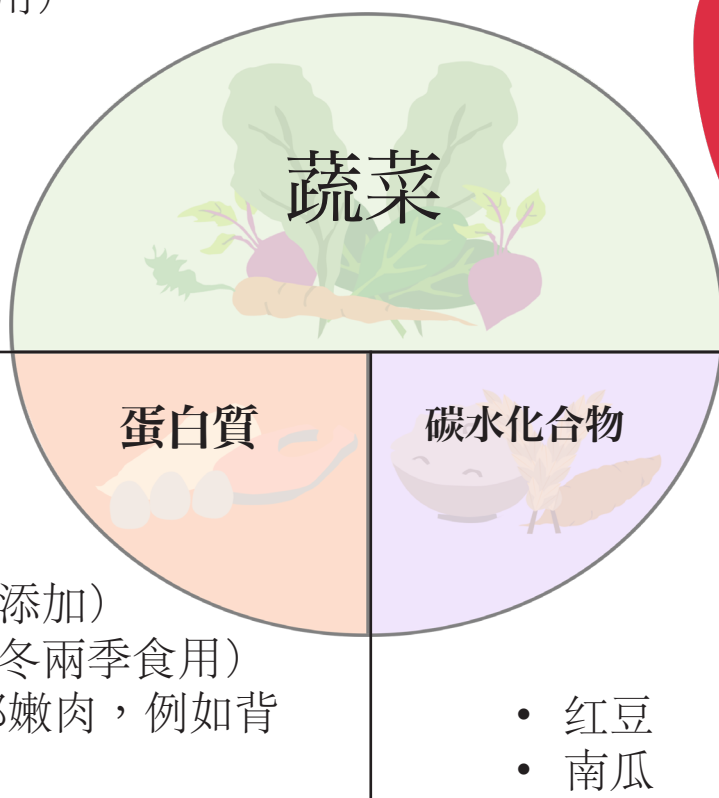 用）
蔬菜
蛋白質
碳水化合物
添加）
冬兩季食用）
嫩肉，例如背
• 红豆
• 南瓜